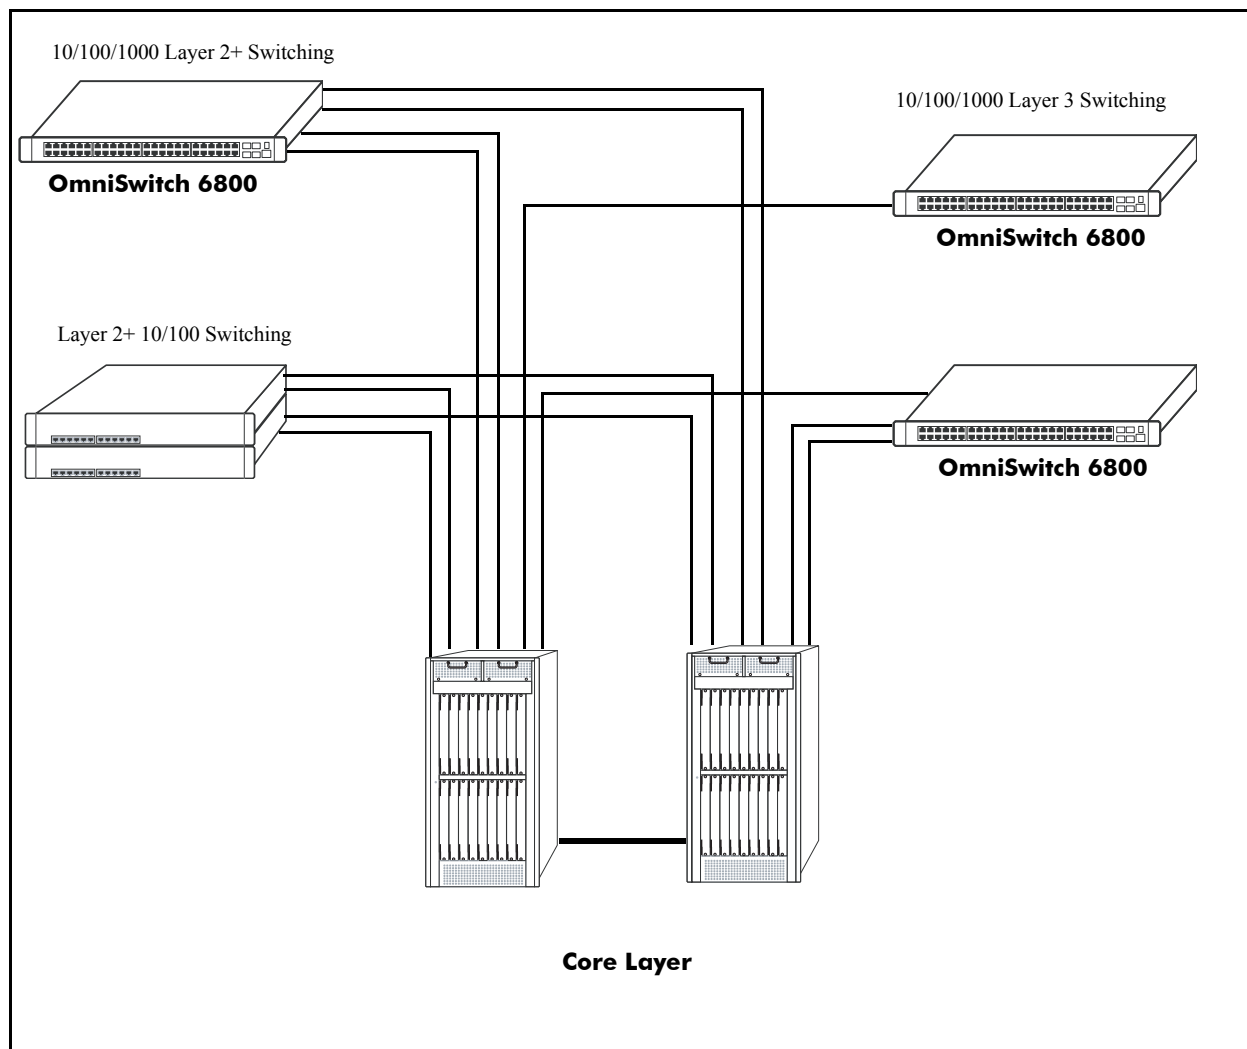 10/100/1000 Layer 2+ Switching
OmniSwitch 6800
10/100/1000 Layer 3 Switching
OmniSwitch 6800
Layer 2+ 10/100 Switching
OmniSwitch 6800
Core Layer